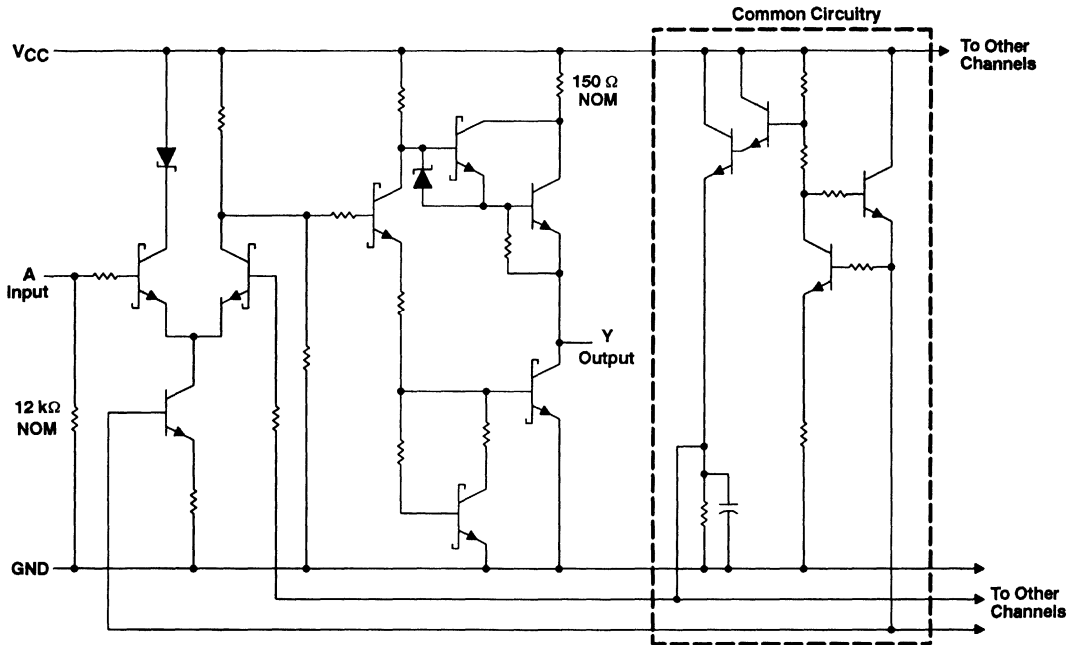 Common Circuitry
VCC
To Other
Channels
150 Ω
NOM
A
Input
Y
Output
12 kΩ
NOM
GND
To Other
Channels